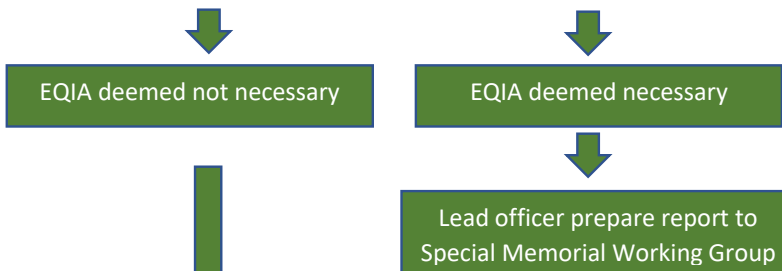 EQIA deemed not necessary
EQIA deemed necessary
Lead officer prepare report to
Special Memorial Working Group